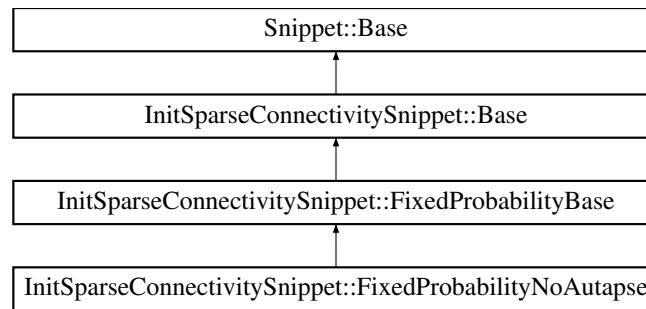 Snippet::Base
InitSparseConnectivitySnippet::Base
InitSparseConnectivitySnippet::FixedProbabilityBase
InitSparseConnectivitySnippet::FixedProbabilityNoAutapse